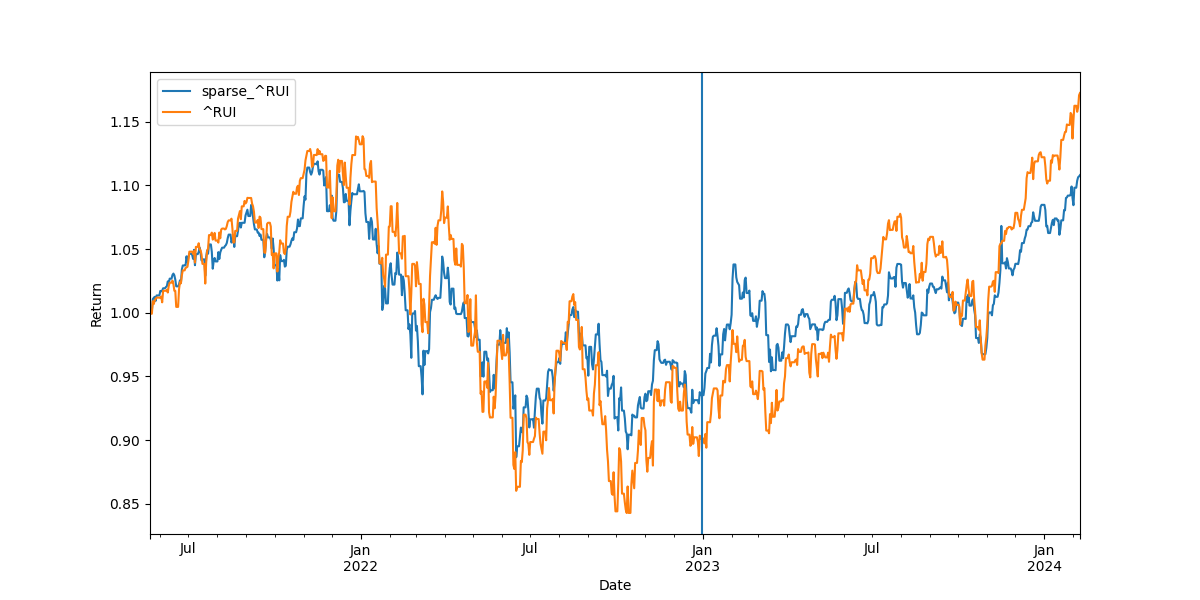 sparse_^RUI
^RUI
Return
1.15
1.10
1.05
1.00
0.95
0.90
0.85
Jul
Jan
2022
Jul
Jan
2023
Jul
Jan
2024
Date